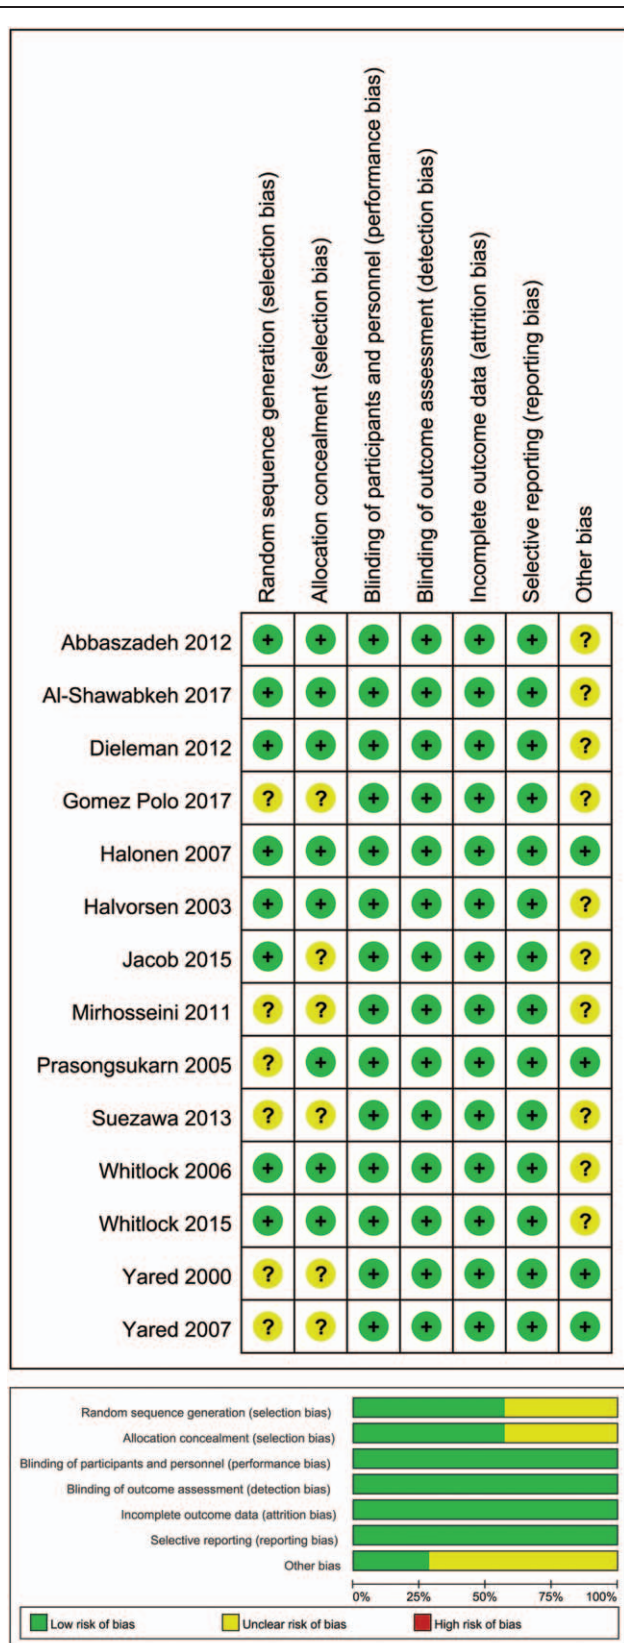 Random sequence generation (selection bias)
Allocation concealment (selection bias)
Blinding of participants and personnel (performance bias)
Blinding of outcome assessment (detection bias)
Incomplete outcome data (attrition bias)
Selective reporting (reporting bias)
Other bias
Abbaszadeh 2012 + + + + + + ?
Al-Shawabkeh 2017 + + + + + + ?
Dieleman 2012 + + + + + + ?
Gomez Polo 2017 ? ? + + + + ?
Halonen 2007 + + + + + + +
Halvorsen 2003 + + + + + + ?
Jacob 2015 + ? + + + + ?
Mirhosseini 2011 ? ? + + + + ?
Prasongsukarn 2005 ? + + + + + +
Suezawa 2013 ? ? + + + + ?
Whitlock 2006 + + + + + + ?
Whitlock 2015 + + + + + + ?
Yared 2000 ? ? + + + + +
Yared 2007 ? ? + + + + +
Random sequence generation (selection bias)
Allocation concealment (selection bias)
Blinding of participants and personnel (performance bias)
Blinding of outcome assessment (detection bias)
Incomplete outcome data (attrition bias)
Selective reporting (reporting bias)
Other bias
0% 25% 50% 75% 100%
Low risk of bias Unclear risk of bias High risk of bias